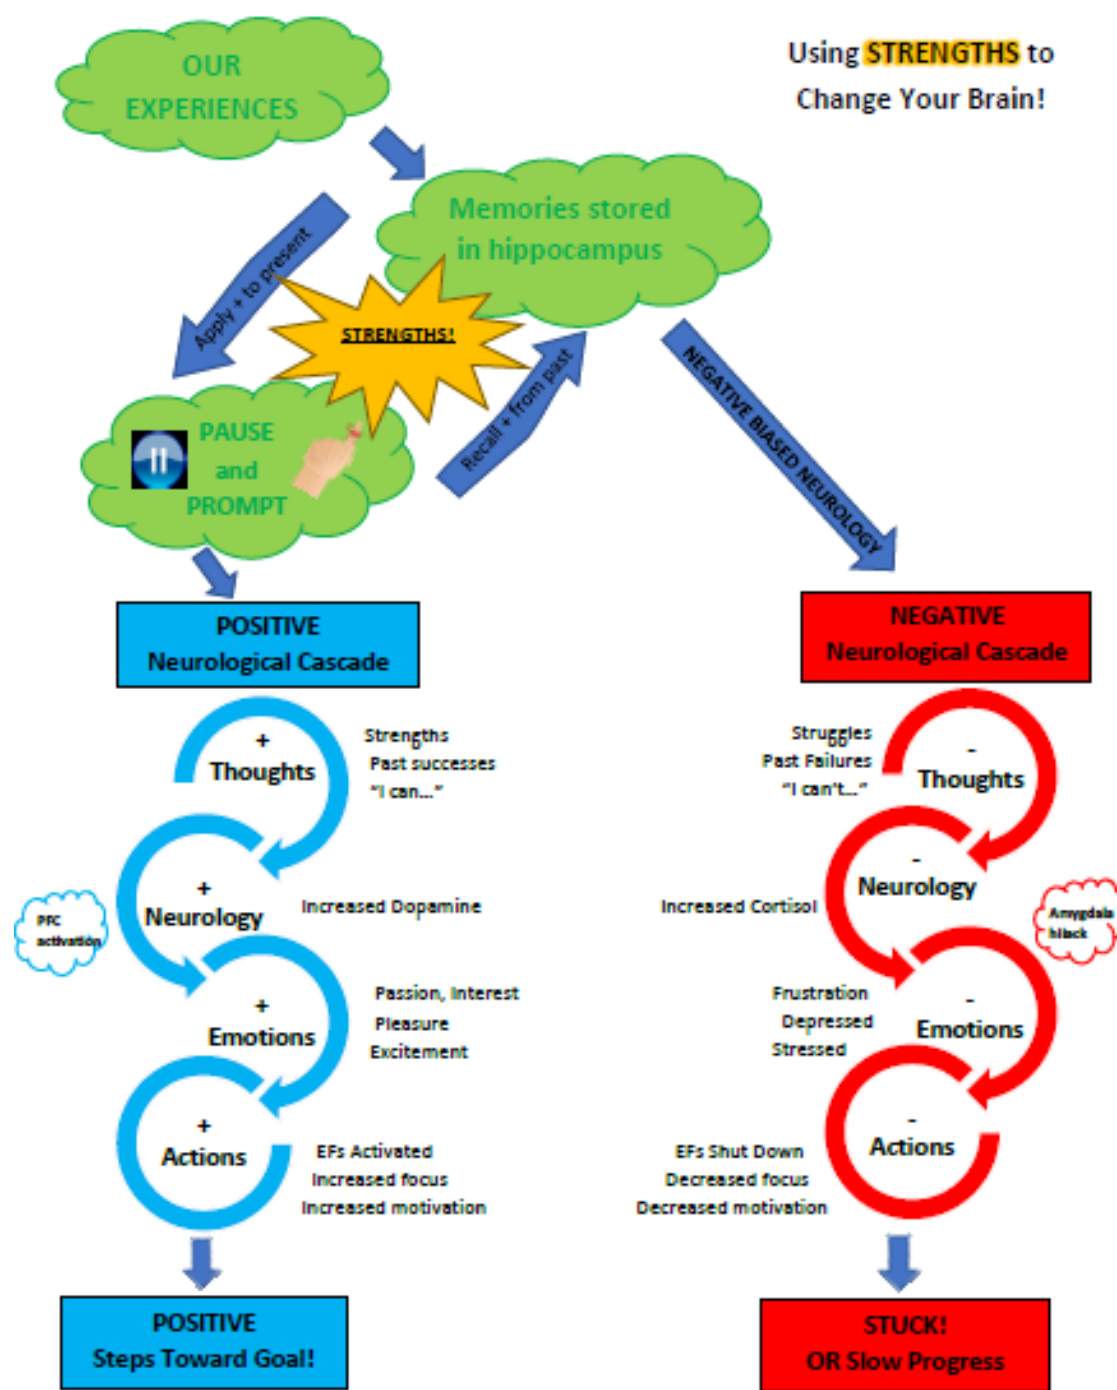 Using STRENGTHS to
Change Your Brain!
OUR
EXPERIENCES
Memories stored
in hippocampus
Apply + to present
STRENGTHS!
Recall + from past
NEGATIVE BIASED NEUROLOGY
PAUSE
and
PROMPT
POSITIVE
Neurological Cascade
+
Thoughts
Strengths
Past successes
"I can..."
+
Neurology
Increased Dopamine
PFC
activation
+
Emotions
Passion, Interest
Pleasure
Excitement
+
Actions
EFs Activated
Increased focus
Increased motivation
POSITIVE
Steps Toward Goal!
NEGATIVE
Neurological Cascade
-
Thoughts
Struggles
Past Failures
"I can't..."
-
Neurology
Increased Cortisol
Amygdala
hijack
-
Emotions
Frustration
Depressed
Stressed
-
Actions
EFs Shut Down
Decreased focus
Decreased motivation
STUCK!
OR Slow Progress